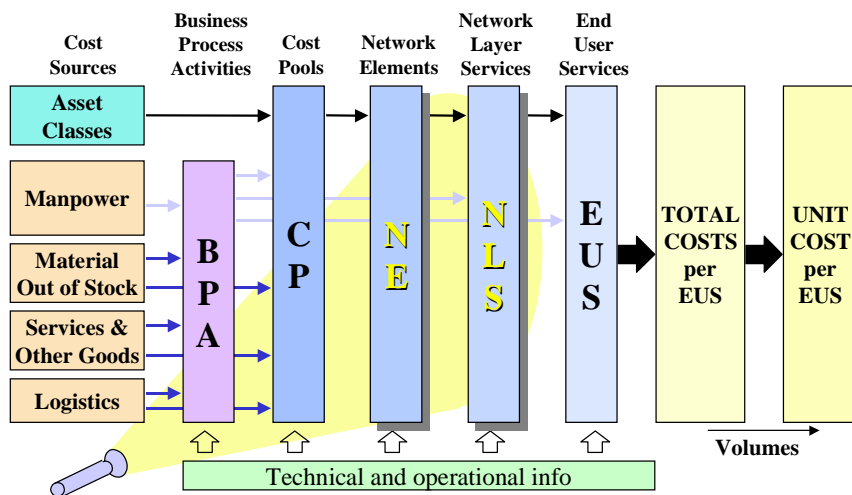 Cost
Sources
Business
Process
Activities
Cost
Pools
Network
Elements
Network
Layer
Services
End
User
Services
Asset
Classes
Manpower
Material
Out of Stock
Services &
Other Goods
Logistics
B
P
A
C
P
N
E
N
L
S
E
U
S
TOTAL
COSTS
per
EUS
UNIT
COST
per
EUS
Volumes
Technical and operational info